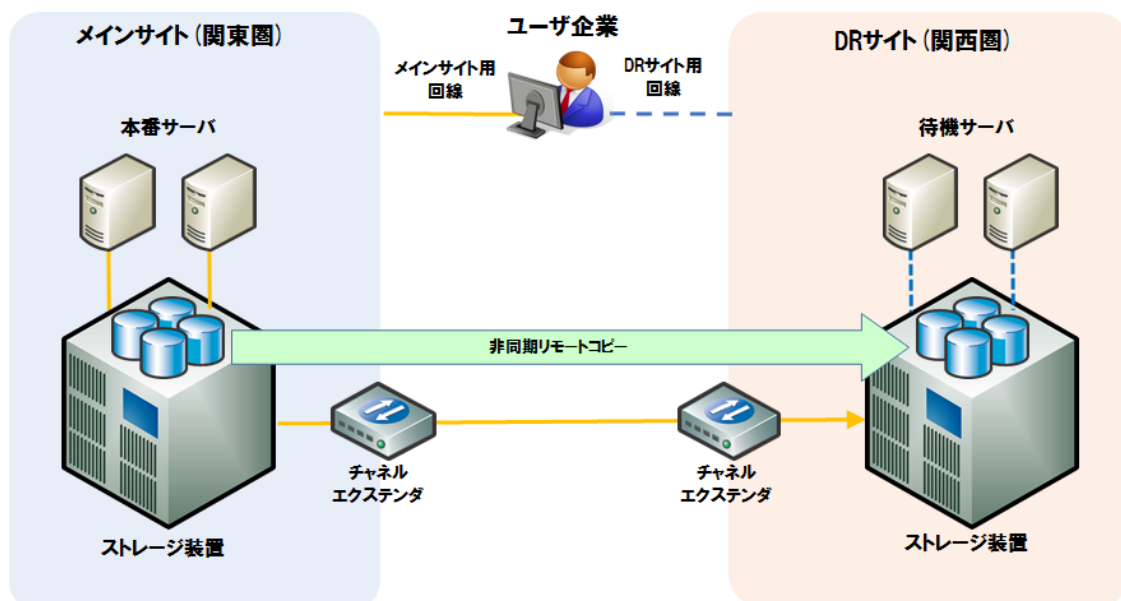 メインサイト(関東圏)
ユーザ企業
DRサイト(関西圏)
メインサイト用
回線
DRサイト用
回線
本番サーバ
待機サーバ
非同期リモートコピー
チャネル
エクステンダ
チャネル
エクステンダ
ストレージ装置
ストレージ装置